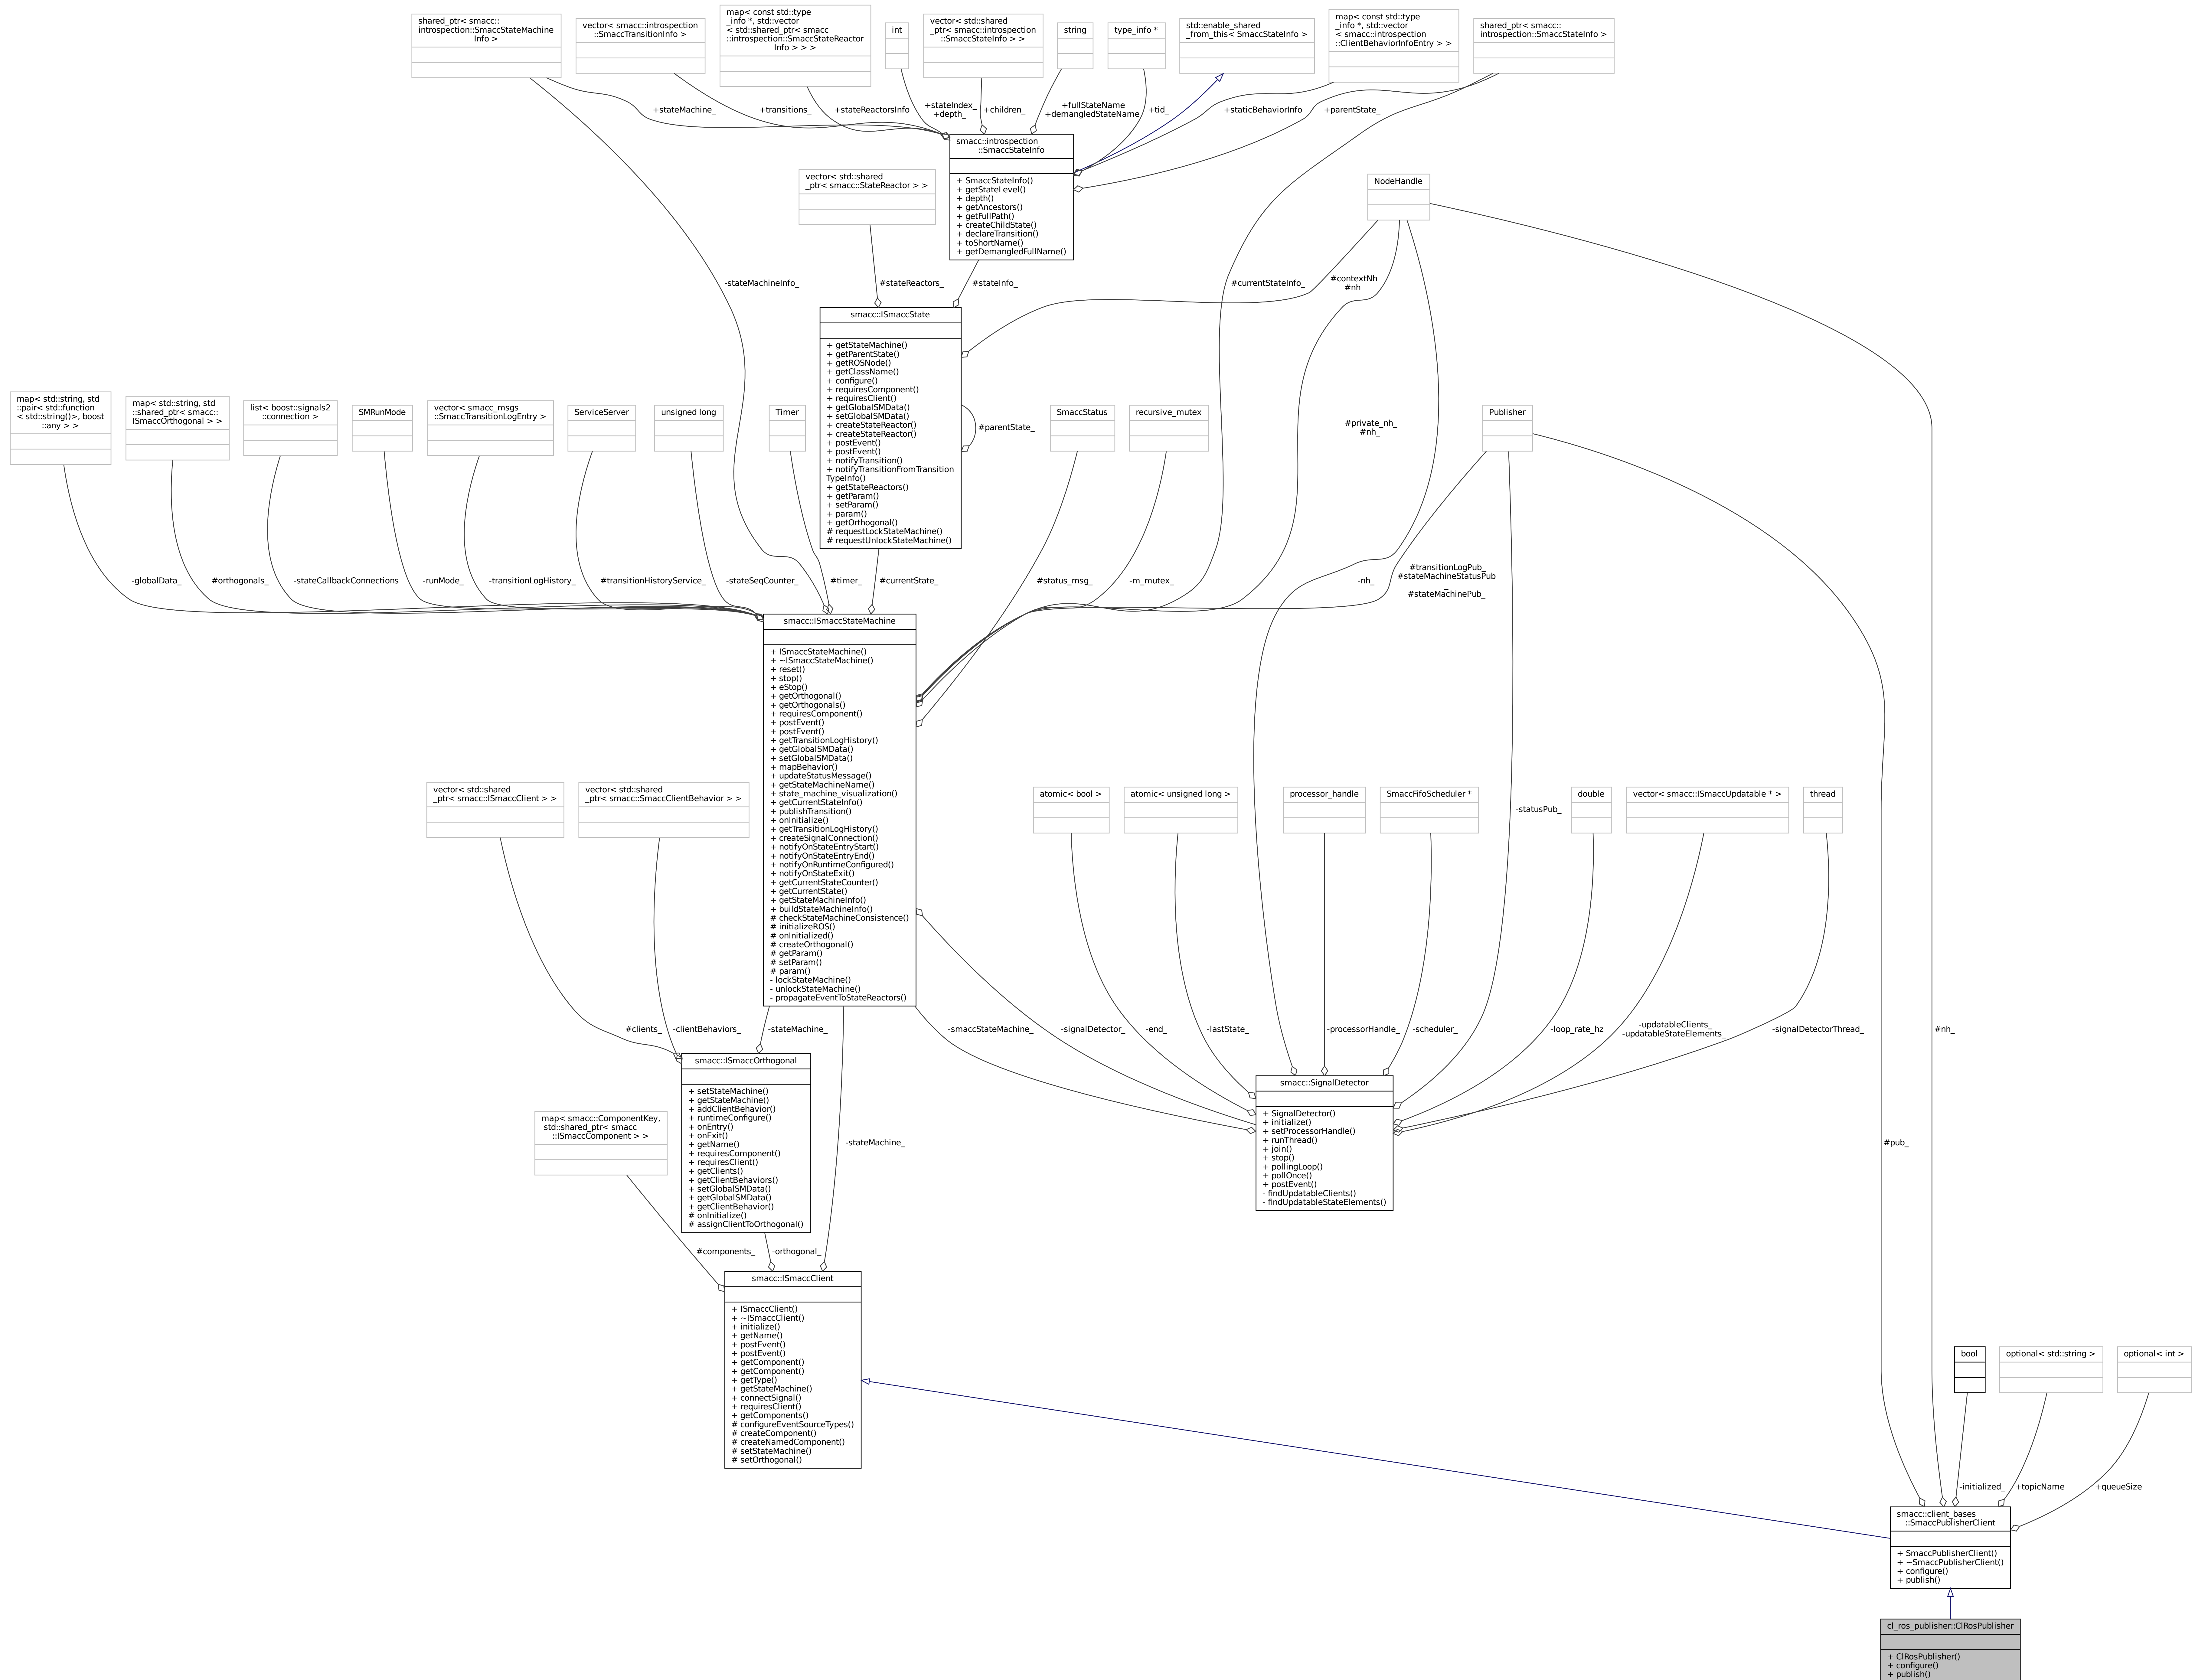 shared_ptr< smacc::
introspection::SmaccStateMachine
Info >
vector< smacc::introspection
::SmaccTransitionInfo >
map< const std::type
_info *, std::vector
< std::shared_ptr< smacc
::introspection::SmaccStateReactor
Info > > >
int
vector< std::shared
_ptr< smacc::introspection
::SmaccStateInfo > >
string
type_info *
std::enable_shared
_from_this< SmaccStateInfo >
map< const std::type
_info *, std::vector
< smacc::introspection
::ClientBehaviorInfoEntry > >
shared_ptr< smacc::
introspection::SmaccStateInfo >
+stateMachine_
+transitions_
+stateReactorsInfo
+stateIndex_
+depth_
+children_
+fullStateName
+demangledStateName
+tid_
+staticBehaviorInfo
+parentState_
smacc::introspection
::SmaccStateInfo
+ SmaccStateInfo()
+ getStateLevel()
+ depth()
+ getAncestors()
+ getFullPath()
+ createChildState()
+ declareTransition()
+ toShortName()
+ getDemangledFullName()
vector< std::shared
_ptr< smacc::StateReactor > >
NodeHandle
-stateMachineInfo_
#stateReactors_
#stateInfo_
#currentStateInfo_
#contextNh
#nh
smacc::ISmaccState
+ getStateMachine()
+ getParentState()
+ getROSNode()
+ getClassName()
+ configure()
+ requiresComponent()
+ requiresClient()
+ getGlobalSMData()
+ setGlobalSMData()
+ createStateReactor()
+ createStateReactor()
+ postEvent()
+ postEvent()
+ notifyTransition()
+ notifyTransitionFromTransition
TypeInfo()
+ getStateReactors()
+ getParam()
+ setParam()
+ param()
+ getOrthogonal()
# requestLockStateMachine()
# requestUnlockStateMachine()
#parentState_
map< std::string, std
::pair< std::function
< std::string()>, boost
::any > >
map< std::string, std
::shared_ptr< smacc::
ISmaccOrthogonal > >
list< boost::signals2
::connection >
SMRunMode
vector< smacc_msgs
::SmaccTransitionLogEntry >
ServiceServer
unsigned long
Timer
SmaccStatus
recursive_mutex
#private_nh_
#nh_
Publisher
-globalData_
#orthogonals_
-stateCallbackConnections
-runMode_
-transitionLogHistory_
#transitionHistoryService_
-stateSeqCounter_
#timer_
#currentState_
#status_msg_
-m_mutex_
-nh_
#transitionLogPub_
#stateMachineStatusPub
_
#stateMachinePub_
smacc::ISmaccStateMachine
+ ISmaccStateMachine()
+ ~ISmaccStateMachine()
+ reset()
+ stop()
+ eStop()
+ getOrthogonal()
+ getOrthogonals()
+ requiresComponent()
+ postEvent()
+ postEvent()
+ getTransitionLogHistory()
+ getGlobalSMData()
+ setGlobalSMData()
+ mapBehavior()
+ updateStatusMessage()
+ getStateMachineName()
+ state_machine_visualization()
+ getCurrentStateInfo()
+ publishTransition()
+ onInitialize()
+ getTransitionLogHistory()
+ createSignalConnection()
+ notifyOnStateEntryStart()
+ notifyOnStateEntryEnd()
+ notifyOnRuntimeConfigured()
+ notifyOnStateExit()
+ getCurrentStateCounter()
+ getCurrentState()
+ getStateMachineInfo()
+ buildStateMachineInfo()
# checkStateMachineConsistence()
# initializeROS()
# onInitialized()
# createOrthogonal()
# getParam()
# setParam()
# param()
- lockStateMachine()
- unlockStateMachine()
- propagateEventToStateReactors()
vector< std::shared
_ptr< smacc::ISmaccClient > >
vector< std::shared
_ptr< smacc::SmaccClientBehavior > >
atomic< bool >
atomic< unsigned long >
processor_handle
SmaccFifoScheduler *
-statusPub_
double
vector< smacc::ISmaccUpdatable * >
thread
#clients_
-clientBehaviors_
-stateMachine_
-smaccStateMachine_
-signalDetector_
-end_
-lastState_
-processorHandle_
-scheduler_
-loop_rate_hz
-updatableClients_
-updatableStateElements_
-signalDetectorThread_
#nh_
smacc::ISmaccOrthogonal
+ setStateMachine()
+ getStateMachine()
+ addClientBehavior()
+ runtimeConfigure()
+ onEntry()
+ onExit()
+ getName()
+ requiresComponent()
+ requiresClient()
+ getClients()
+ getClientBehaviors()
+ setGlobalSMData()
+ getGlobalSMData()
+ getClientBehavior()
# onInitialize()
# assignClientToOrthogonal()
smacc::SignalDetector
+ SignalDetector()
+ initialize()
+ setProcessorHandle()
+ runThread()
+ join()
+ stop()
+ pollingLoop()
+ pollOnce()
+ postEvent()
- findUpdatableClients()
- findUpdatableStateElements()
map< smacc::ComponentKey,
std::shared_ptr< smacc
::ISmaccComponent > >
-stateMachine_
#pub_
#components_
-orthogonal_
smacc::ISmaccClient
+ ISmaccClient()
+ ~ISmaccClient()
+ initialize()
+ getName()
+ postEvent()
+ postEvent()
+ getComponent()
+ getComponent()
+ getType()
+ getStateMachine()
+ connectSignal()
+ requiresClient()
+ getComponents()
# configureEventSourceTypes()
# createComponent()
# createNamedComponent()
# setStateMachine()
# setOrthogonal()
bool
optional< std::string >
optional< int >
-initialized_
+topicName
+queueSize
smacc::client_bases
::SmaccPublisherClient
+ SmaccPublisherClient()
+ ~SmaccPublisherClient()
+ configure()
+ publish()
cl_ros_publisher::ClRosPublisher
+ ClRosPublisher()
+ configure()
+ publish()